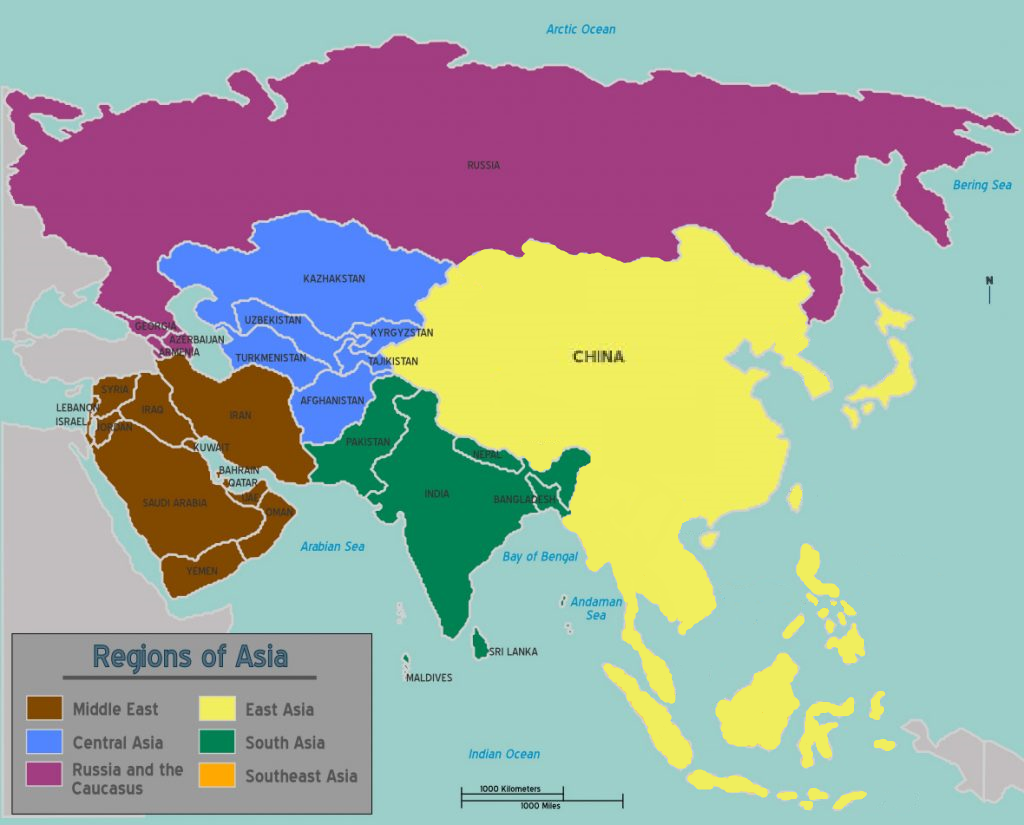 Arctic Ocean
RUSSIA
Bering Sea
N
KAZHAKSTAN
UZBEKISTAN
GEORGIA
KYRGYZSTAN
AZERBAIJAN
ARMENIA
TURKMENISTAN
TAJIKISTAN
CHINA
SYRIA
AFGHANISTAN
LEBANON
IRAQ
IRAN
ISRAEL
JORDAN
PAKISTAN
KUWAIT
NEPAL
BAHRAIN
QATAR
INDIA
BANGLADESH
UAE
SAUDI ARABIA
OMAN
Arabian Sea
Bay of Bengal
YEMEN
Andaman
Sea
SRI LANKA
MALDIVES
Regions of Asia
Middle East
East Asia
Central Asia
South Asia
Russia and the
Caucasus
Southeast Asia
Indian Ocean
1000 Kilometers
1000 Miles